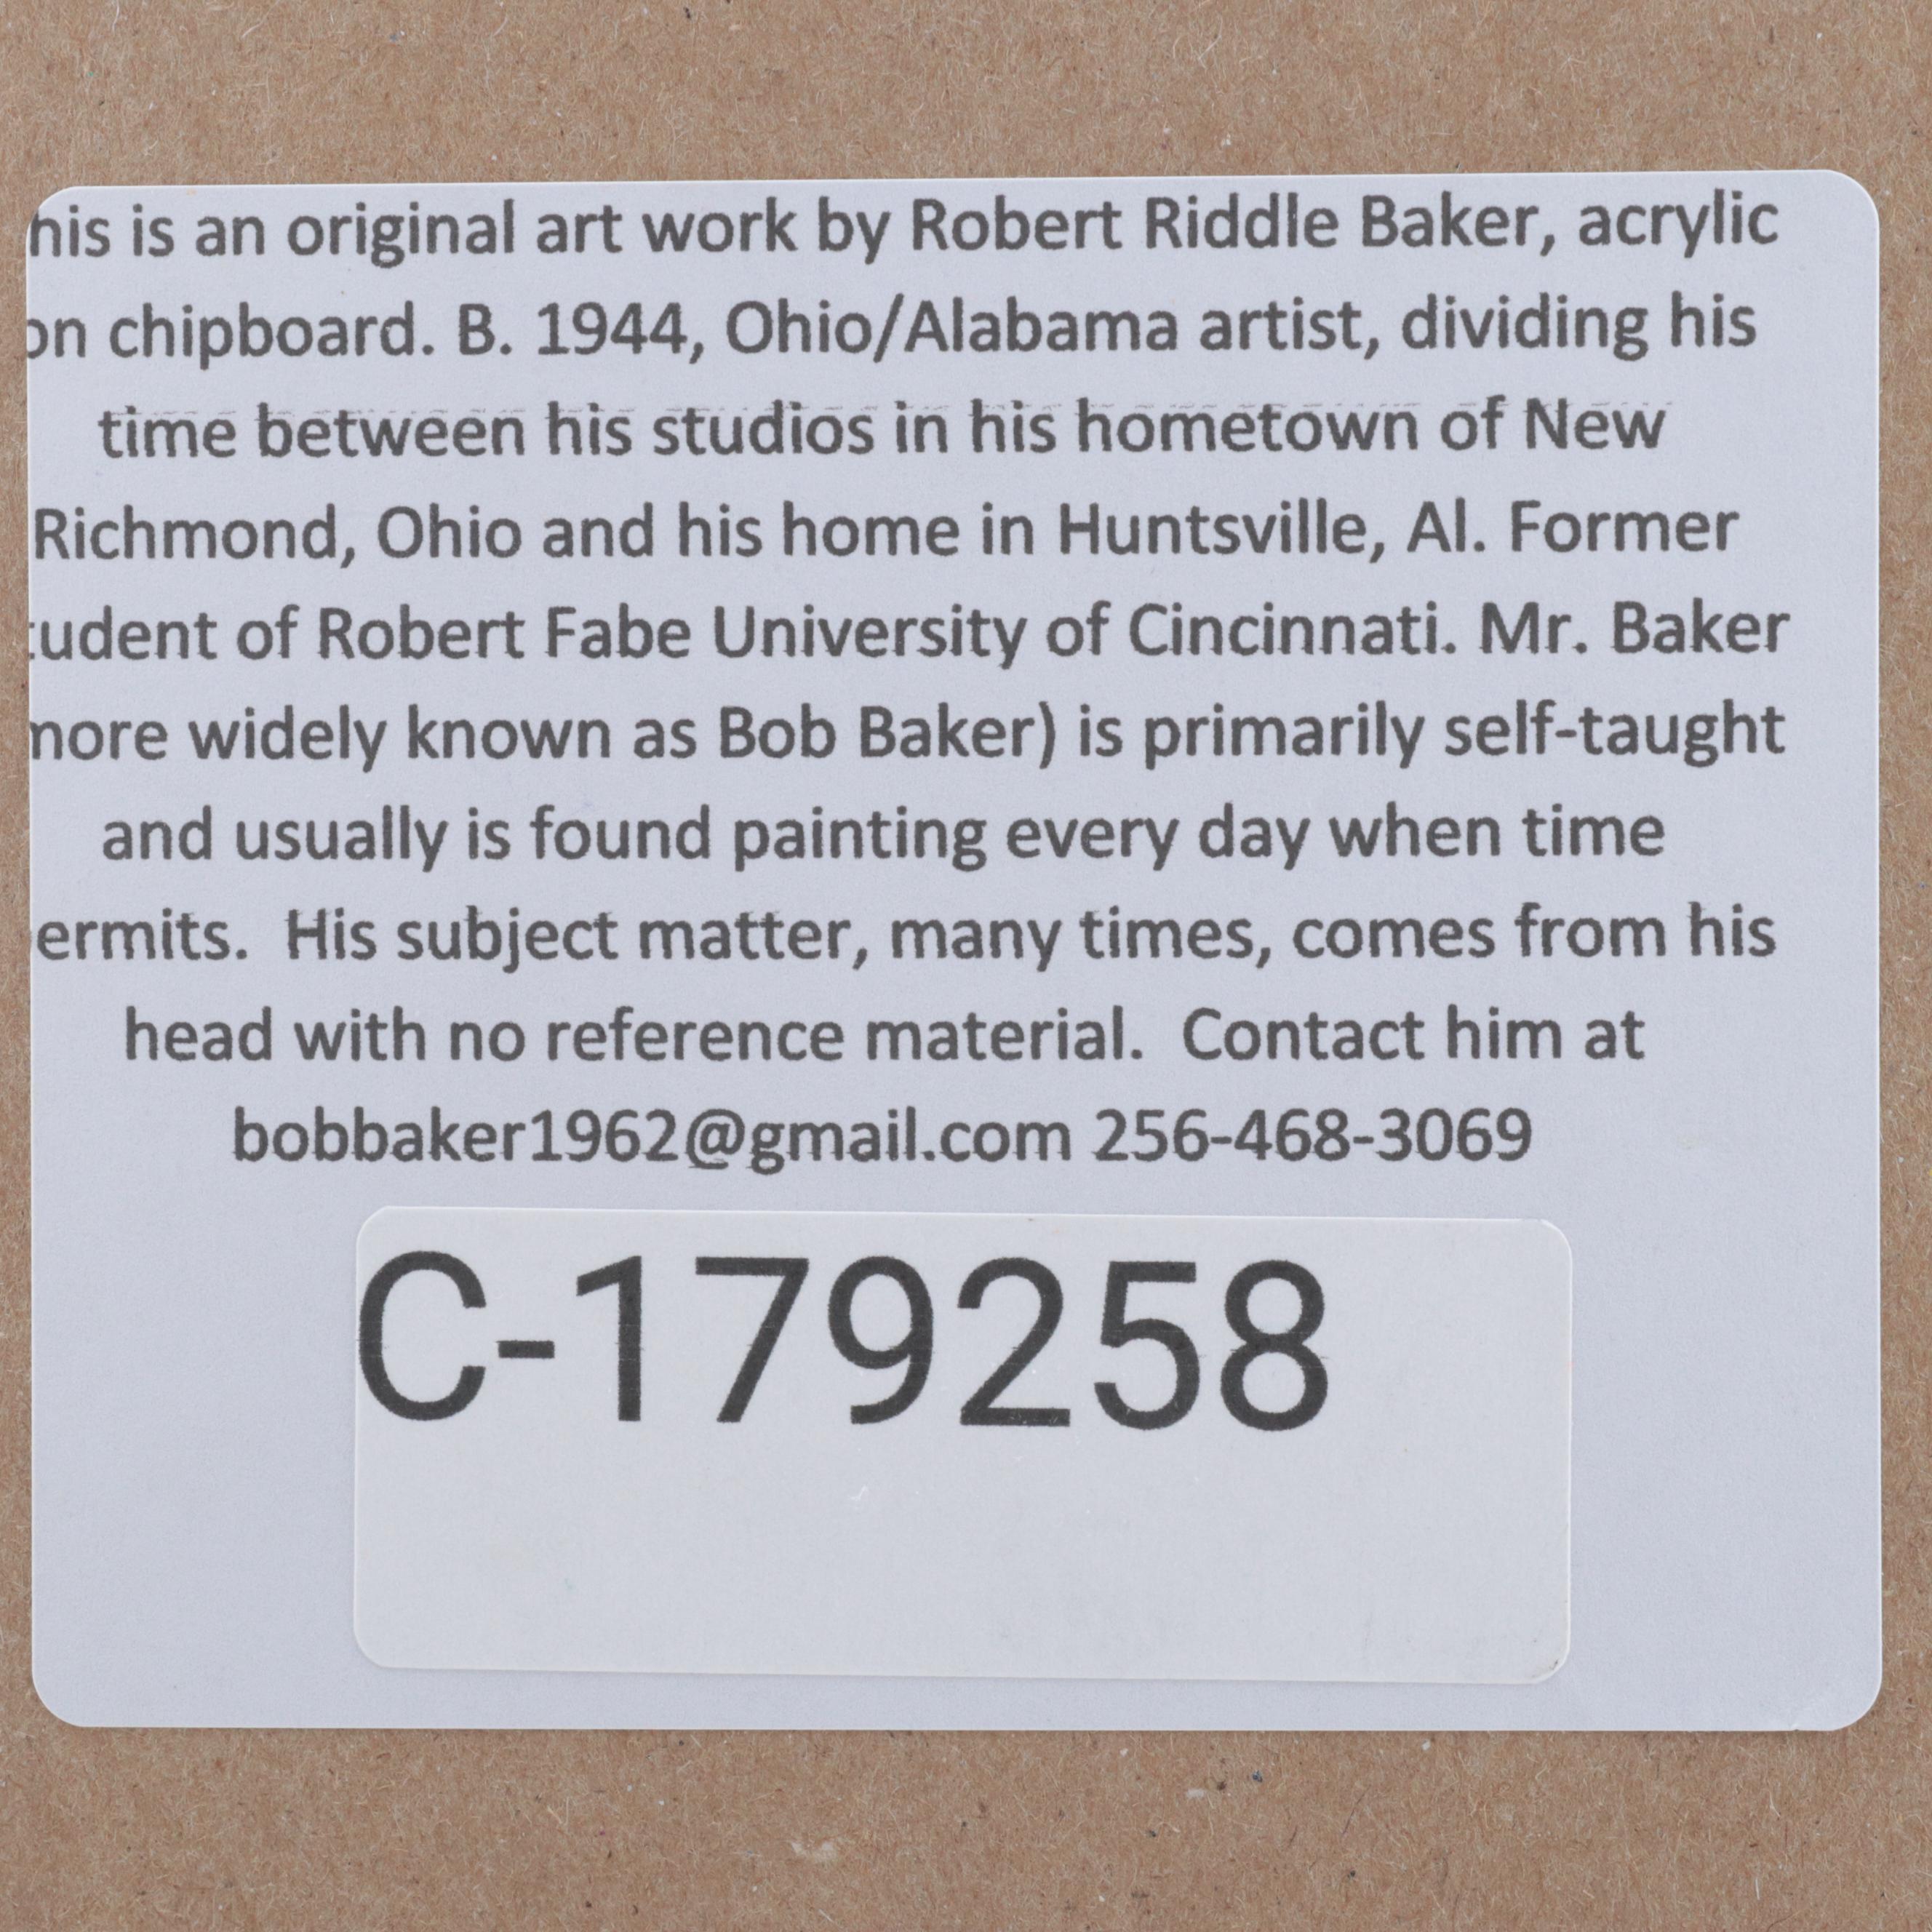 his is an original art work by Robert Riddle Baker, acrylic
on chipboard. B. 1944, Ohio/Alabama artist, dividing his
time between his studios in his hometown of New
Richmond, Ohio and his home in Huntsville, Al. Former
tudent of Robert Fabe University of Cincinnati. Mr. Baker
more widely known as Bob Baker) is primarily self-taught
and usually is found painting every day when time
ermits. His subject matter, many times, comes from his
head with no reference material. Contact him at
bobbaker1962@gmail.com 256-468-3069
C-179258